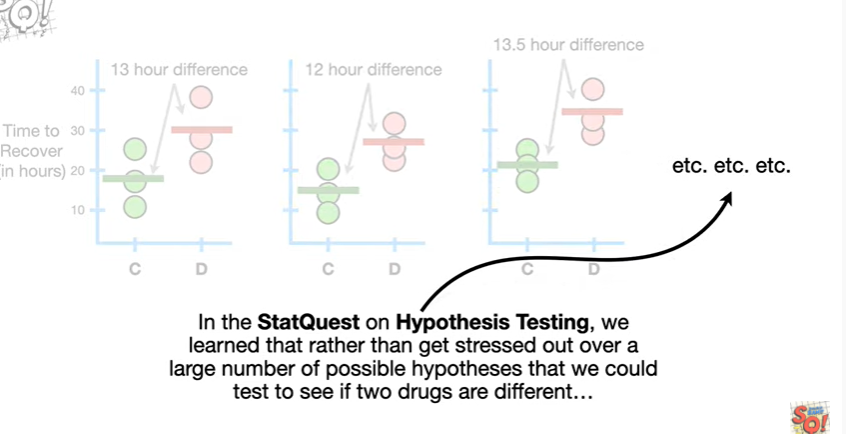 13 hour difference
12 hour difference
13.5 hour difference
Time to
Recover
(in hours)
40
30
20
10
C D
C D
C D
etc. etc. etc.
In the StatQuest on Hypothesis Testing, we
learned that rather than get stressed out over a
large number of possible hypotheses that we could
test to see if two drugs are different…